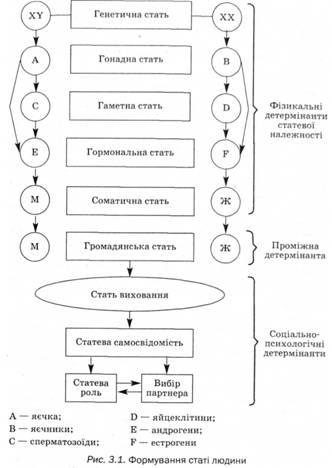 XY Генетична стать XX
A Гонадна стать B
C Гаметна стать D
E Гормональна стать F
М Соматична стать Ж
М Громадянська стать Ж
Фізикальні
детермінанти
статевої
належності
Проміжна
детермінанта
Стать виховання
Статева самосвідомість
Статева
роль
Вибір
партнера
Соціально-
психологічні
детермінанти
A — яєчка;
B — яєчники;
C — сперматозоїди;
D — яйцеклітини;
E — андрогени;
F — естрогени
Рис. 3.1. Формування статі людини